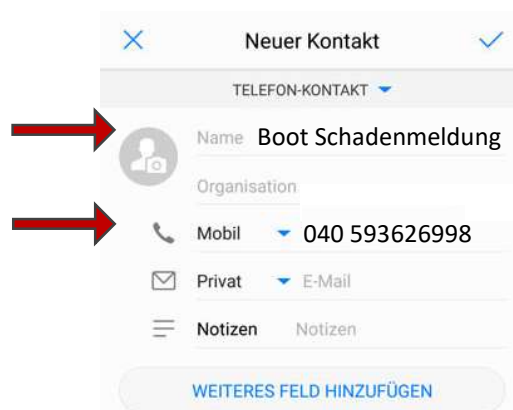 Neuer Kontakt
TELEFON-KONTAKT
Name Boot Schadenmeldung
Organisation
Mobil 040 593626998
Privat E-Mail
Notizen Notizen
WEITERES FELD HINZUFÜGEN